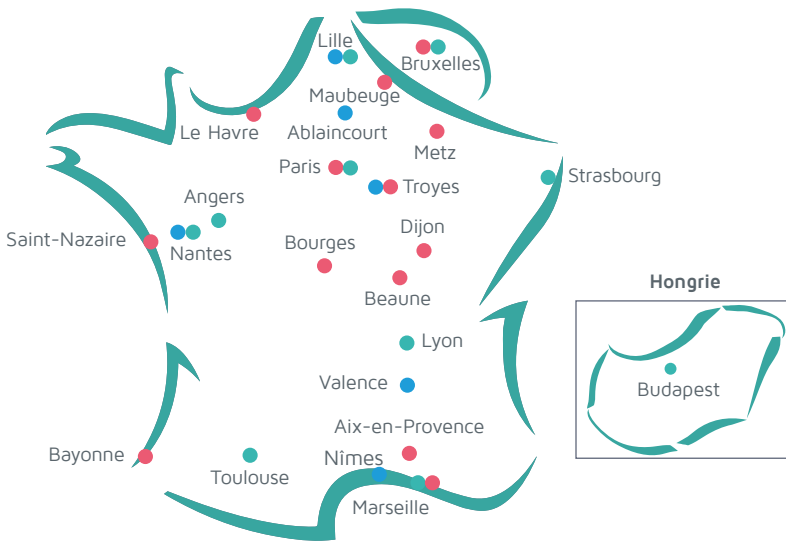 Lille
Bruxelles
Maubeuge
Le Havre
Ablaincourt
Metz
Paris
Strasbourg
Troyes
Angers
Saint-Nazaire
Nantes
Bourges
Dijon
Beaune
Hongrie
Lyon
Valence
Budapest
Aix-en-Provence
Bayonne
Nîmes
Toulouse
Marseille